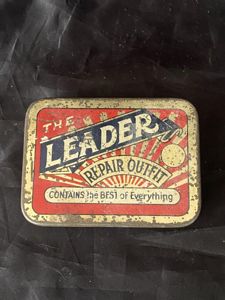 THE
LEADER
REPAIR OUTFIT
CONTAINS the BEST of Everything